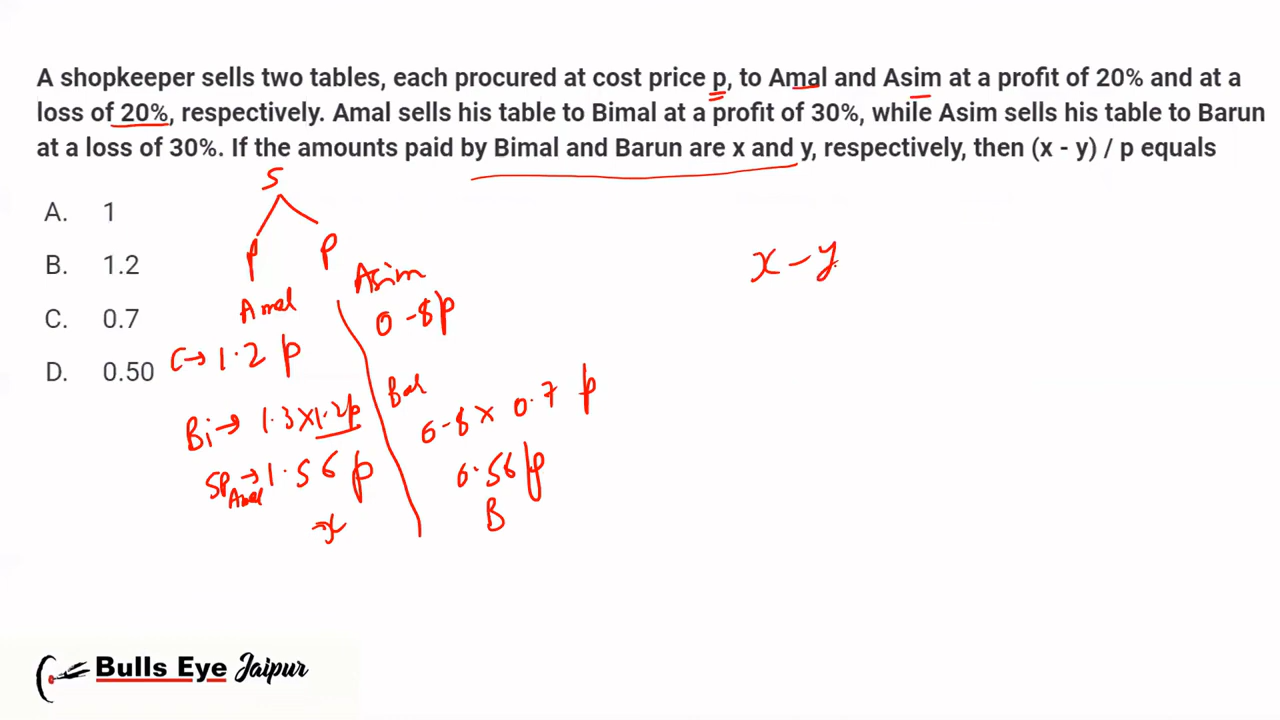 A shopkeeper sells two tables, each procured at cost price p, to Amal and Asim at a profit of 20% and at a
loss of 20%, respectively. Amal sells his table to Bimal at a profit of 30%, while Asim sells his table to Barun
at a loss of 30%. If the amounts paid by Bimal and Barun are x and y, respectively, then (x - y) / p equals
A. 1
B. 1.2
C. 0.7
D. 0.50
S
P P
Amal
Asim
C→ 1.2 p
0.8p
Bi→ 1.3×1.2p
Bar
0.8× 0.7 p
SP Amal → 1.56 p
0.56 p
x
B
x – y
Bulls Eye Jaipur